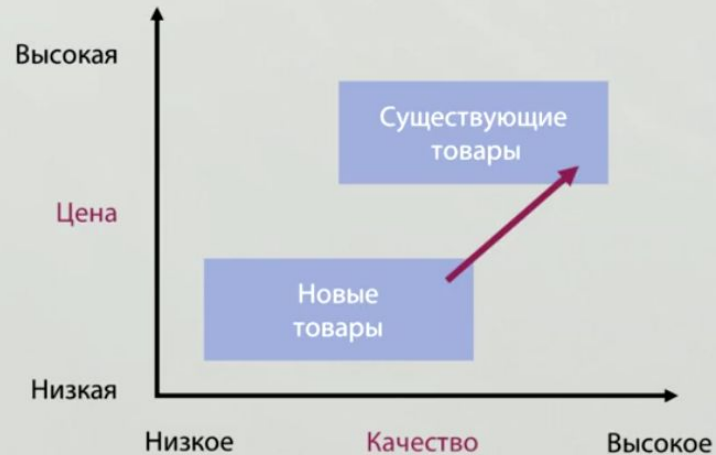 Высокая
Существующие
товары
Цена
Новые
товары
Низкая
Низкое Качество Высокое